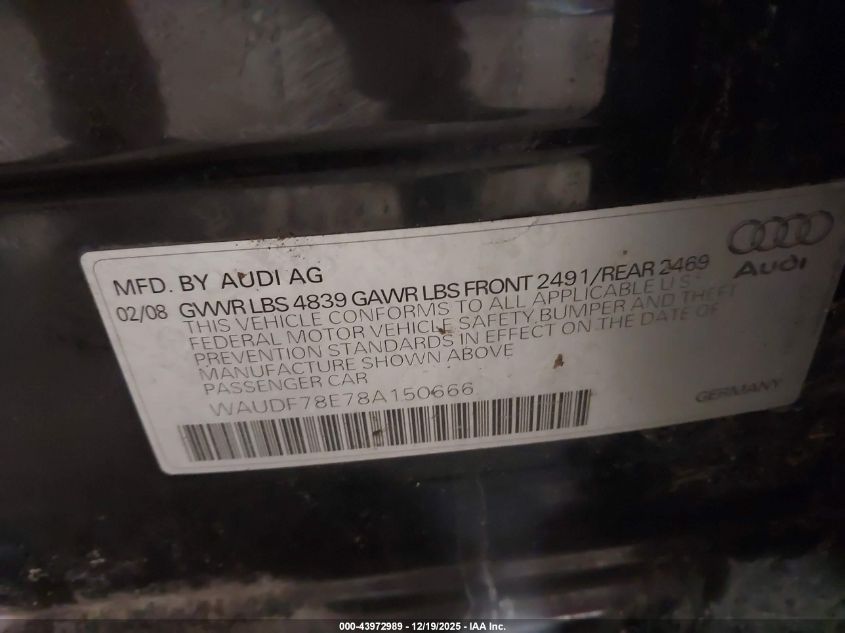 MFD. BY AUDI AG
02/08 GVWR LBS 4839 GAWR LBS FRONT 2491/REAR 2469
THIS VEHICLE CONFORMS TO ALL APPLICABLE U.S.
FEDERAL MOTOR VEHICLE SAFETY, BUMPER AND THEFT
PREVENTION STANDARDS IN EFFECT ON THE DATE OF
MANUFACTURE SHOWN ABOVE
PASSENGER CAR
WAUDF78E78A150666
Audi
GERMANY
000-43972989 - 12/19/2025 - IAA Inc.